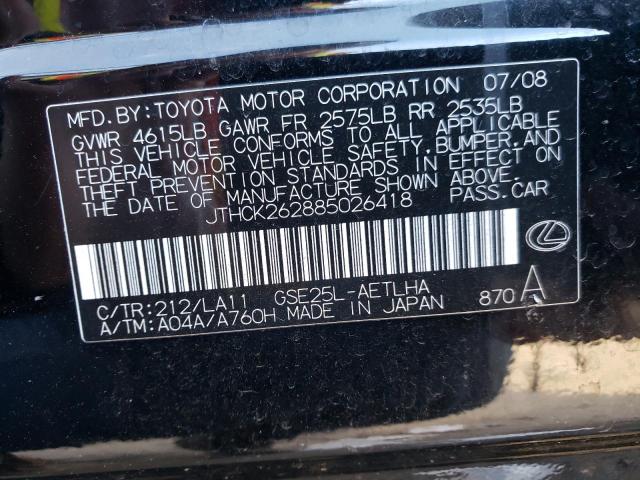 MFD. BY: TOYOTA MOTOR CORPORATION 07/08
GVWR 4615LB GAWR FR 2575LB RR 2535LB
THIS VEHICLE CONFORMS TO ALL APPLICABLE
FEDERAL MOTOR VEHICLE SAFETY, BUMPER, AND
THEFT PREVENTION STANDARDS IN EFFECT ON
THE DATE OF MANUFACTURE SHOWN ABOVE.
JTHCK262885026418 PASS. CAR
C/TR: 212/LA11 GSE25L-AETLHA
A/TM: A04A/A760H MADE IN JAPAN 870 A